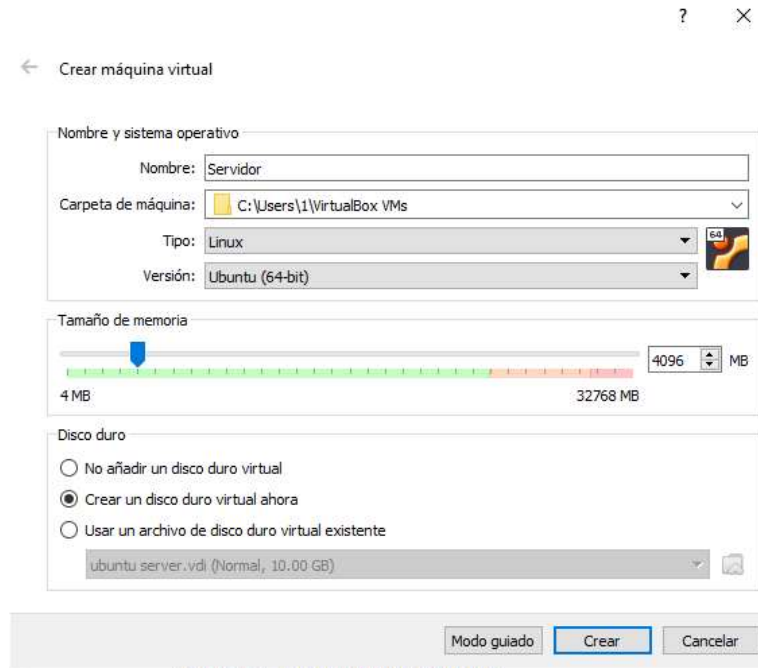 ?
Crear máquina virtual
Nombre y sistema operativo
Nombre: Servidor
Carpeta de máquina: C:\Users\1\VirtualBox VMs
Tipo: Linux
64
Versión: Ubuntu (64-bit)
Tamaño de memoria
4096 MB
4 MB 32768 MB
Disco duro
No añadir un disco duro virtual
Crear un disco duro virtual ahora
Usar un archivo de disco duro virtual existente
ubuntu server.vdi (Normal, 10.00 GB)
Modo guiado Crear Cancelar